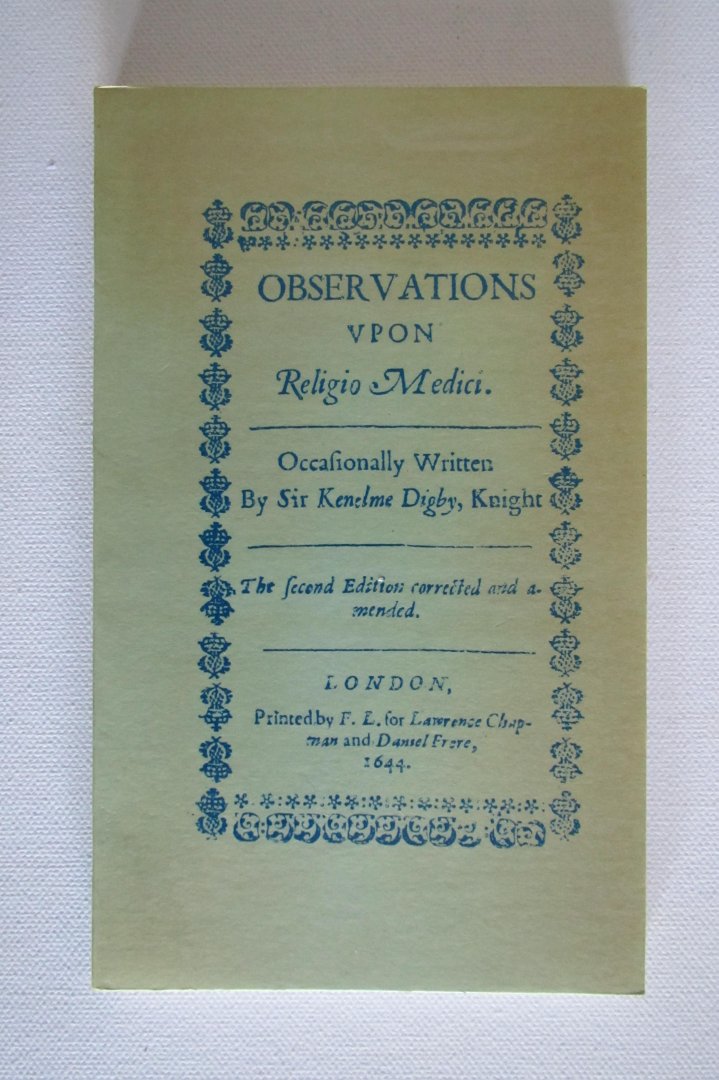 OBSERVATIONS
VPON
Religio Medici.
Occaſionally Written
By Sir Kenelme Digby, Knight
The ſecond Edition corrected and a-
mended.
LONDON,
Printed by F. L. for Lawrence Chap-
man and Daniel Frere,
1644.